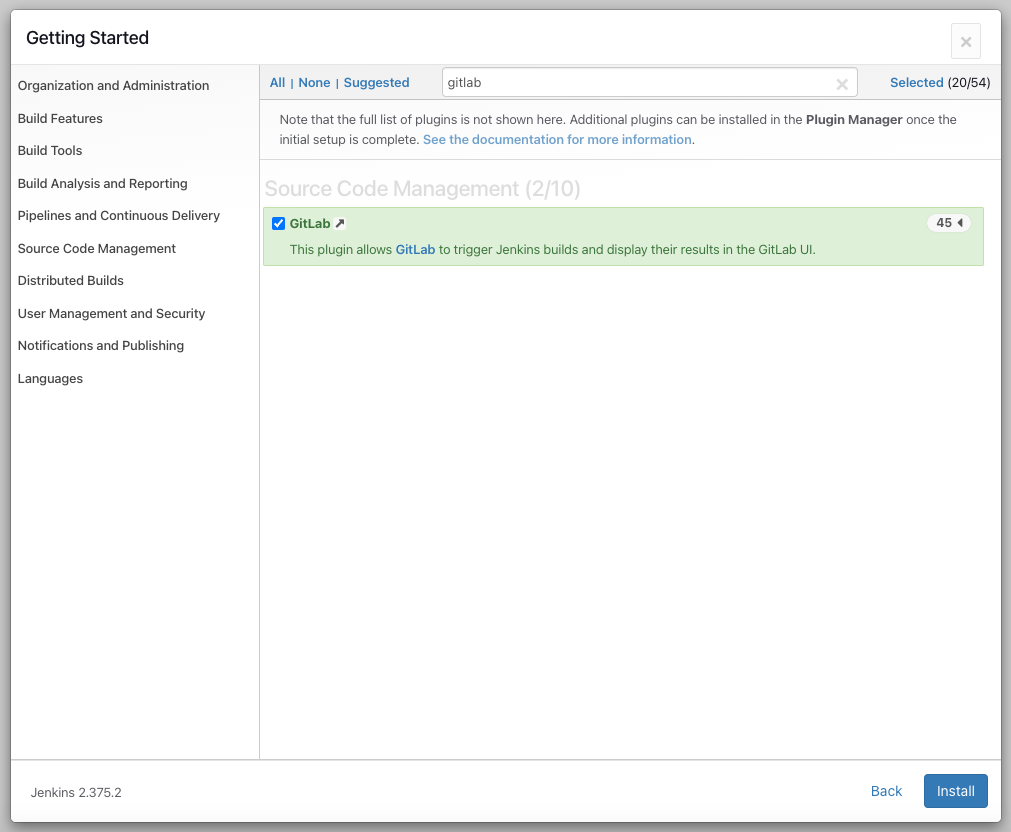 Getting Started
×
Organization and Administration
Build Features
Build Tools
Build Analysis and Reporting
Pipelines and Continuous Delivery
Source Code Management
Distributed Builds
User Management and Security
Notifications and Publishing
Languages
All | None | Suggested
gitlab
Selected (20/54)
Note that the full list of plugins is not shown here. Additional plugins can be installed in the Plugin Manager once the
initial setup is complete. See the documentation for more information.
Source Code Management (2/10)
GitLab
45
This plugin allows GitLab to trigger Jenkins builds and display their results in the GitLab UI.
Jenkins 2.375.2
Back
Install